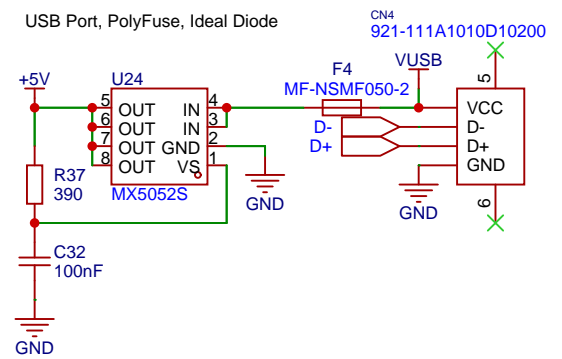 USB Port, PolyFuse, Ideal Diode
CN4
921-111A1010D10200
+5V
U24
F4
VUSB
MF-NSMF050-2
5
5
OUT
IN
4
VCC
6
OUT
IN
3
D-
D-
7
OUT
GND
2
D+
D+
8
OUT
VS
1
GND
R37
390
MX5052S
GND
GND
6
C32
100nF
GND